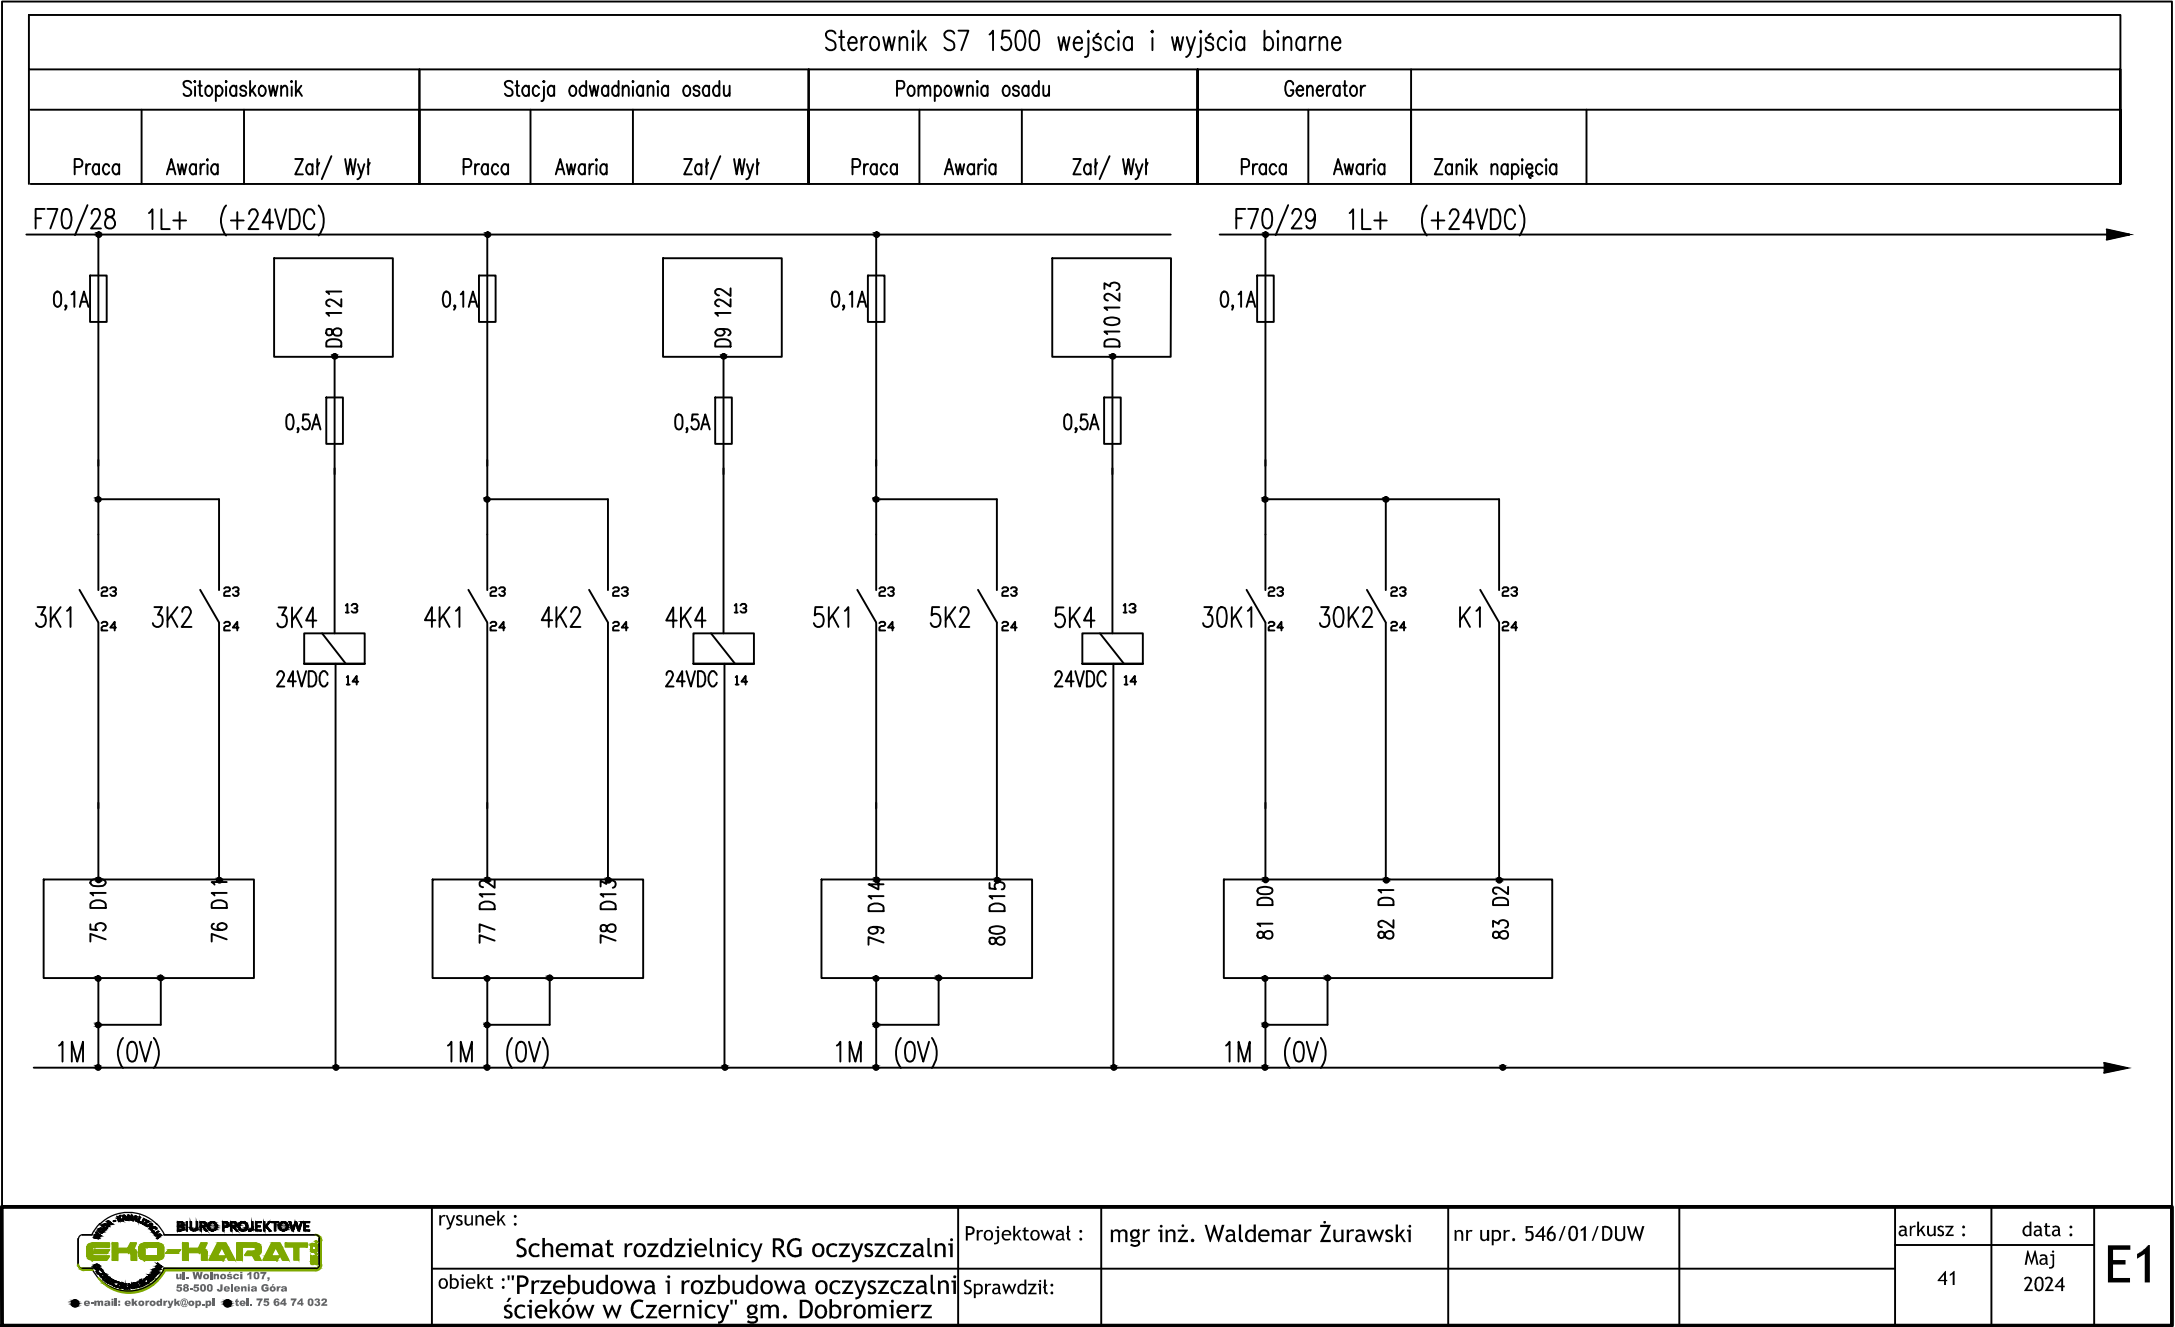 Sterownik S7 1500 wejścia i wyjścia binarne
Sitopiaskownik Stacja odwadniania osadu Pompownia osadu Generator
Praca Awaria Zał/ Wył Praca Awaria Zał/ Wył Praca Awaria Zał/ Wył Praca Awaria Zanik napięcia
F70/28 1L+ (+24VDC) F70/29 1L+ (+24VDC)
0,1A D8 121 0,1A D9 122 0,1A D10 123 0,1A
0,5A 0,5A 0,5A
23 23 23 23 23 23 23 23 23
3K1 3K2 3K4 13 4K1 4K2 4K4 13 5K1 5K2 5K4 13 30K1 30K2 K1
24 24 24 24 24 24 24 24 24
24VDC 14 24VDC 14 24VDC 14
75 D10 76 D11 77 D12 78 D13 79 D14 80 D15 81 D0 82 D1 83 D2
1M (0V) 1M (0V) 1M (0V) 1M (0V)
BIURO PROJEKTOWE
EKO-KARAT
ul. Wolności 107,
58-500 Jelenia Góra
e-mail: ekorodryk@op.pl tel. 75 64 74 032
rysunek :
Schemat rozdzielnicy RG oczyszczalni
obiekt : "Przebudowa i rozbudowa oczyszczalni
ścieków w Czernicy" gm. Dobromierz
Projektował : mgr inż. Waldemar Żurawski nr upr. 546/01/DUW
Sprawdził:
arkusz : data :
41 Maj
2024
E1